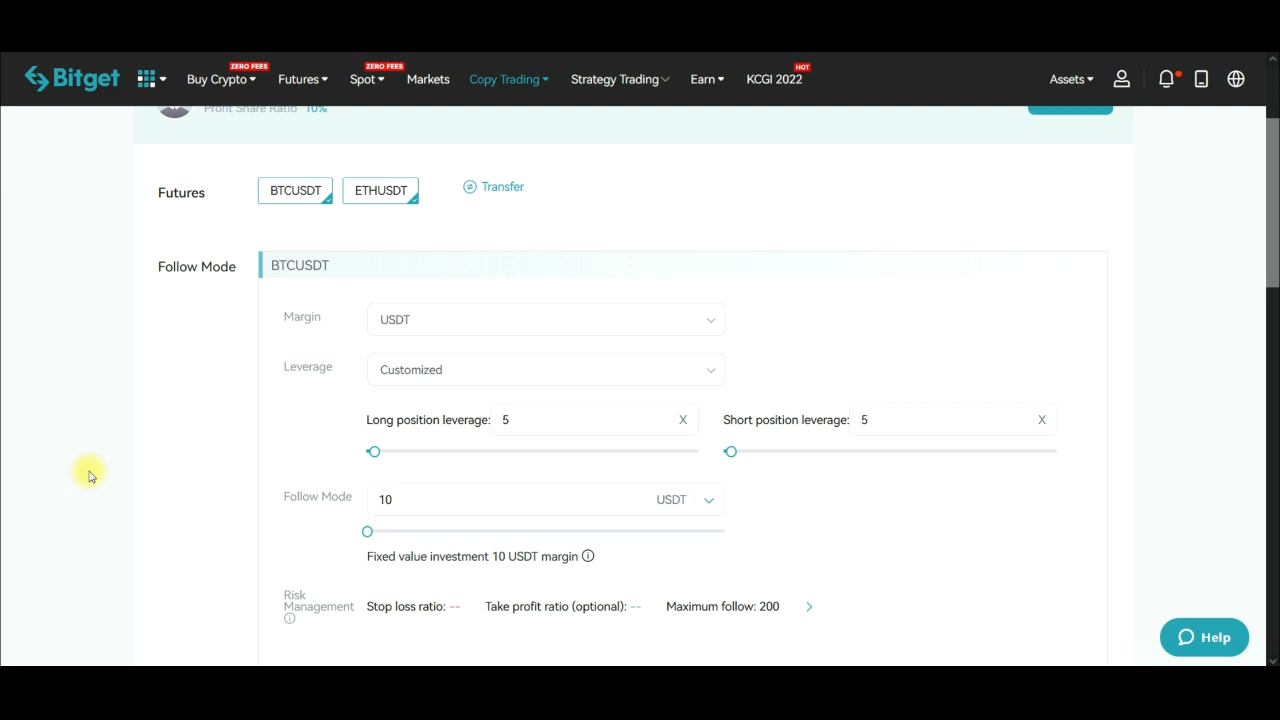 Bitget
Buy Crypto ZERO FEES Futures Spot ZERO FEES Markets Copy Trading Strategy Trading Earn KCGI 2022 HOT Assets
Profit Share Ratio 10%
Futures BTCUSDT ETHUSDT Transfer
Follow Mode BTCUSDT
Margin USDT
Leverage Customized
Long position leverage: 5 X Short position leverage: 5 X
Follow Mode 10 USDT
Fixed value investment 10 USDT margin
Risk
Management Stop loss ratio: -- Take profit ratio (optional): -- Maximum follow: 200
Help